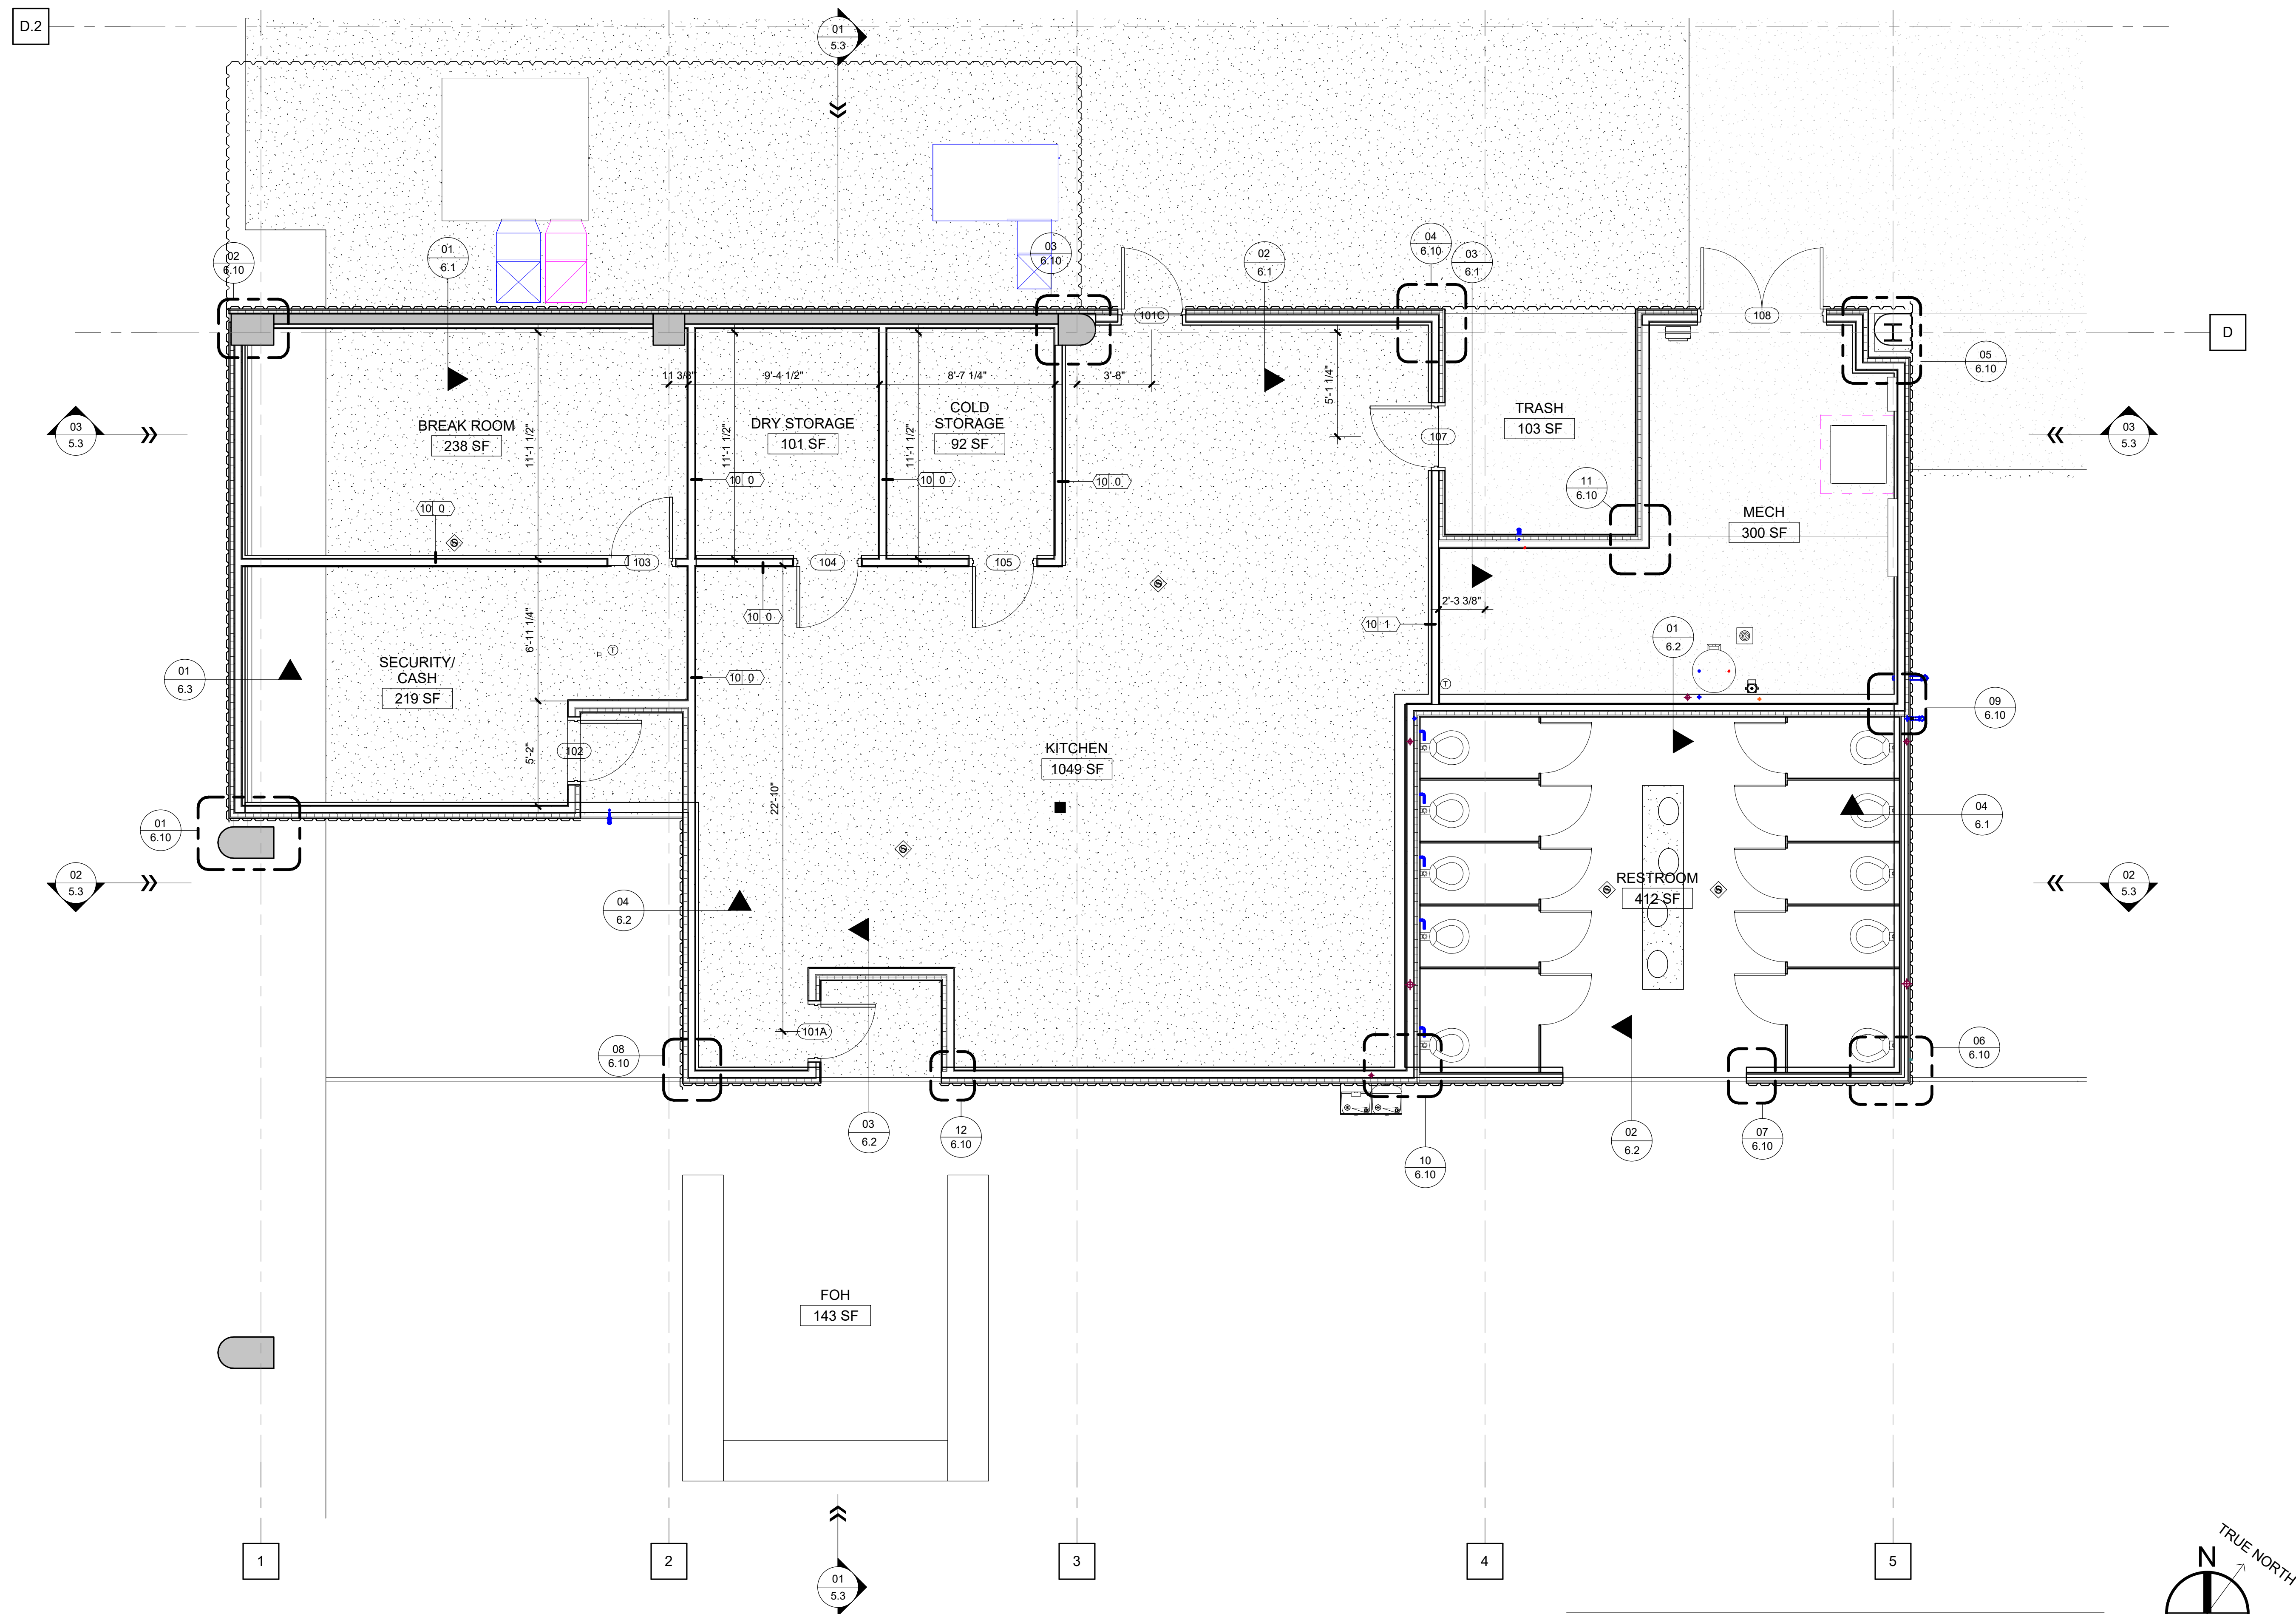 D.2
01
5.3
01
6.1
02
6.10
03
6.10
02
6.1
04
6.10
03
6.1
101C
108
D
05
6.10
11 3/8"
9'-4 1/2"
8'-7 1/4"
3'-8"
5'-1 1/4"
03
5.3
BREAK ROOM
238 SF
11'-1 1/2"
DRY STORAGE
101 SF
11'-1 1/2"
COLD
STORAGE
92 SF
11'-1 1/2"
TRASH
103 SF
107
03
5.3
10 0
10 0
10 0
10 0
11
6.10
MECH
300 SF
S
103
104
105
S
10 0
10 1
2'-3 3/8"
6'-11 1/4"
T
01
6.3
SECURITY/
CASH
219 SF
10 0
T
01
6.2
09
6.10
102
5'-2"
KITCHEN
1049 SF
22'-10"
01
6.10
04
6.1
02
5.3
S
04
6.2
S
RESTROOM
412 SF
S
02
5.3
101A
08
6.10
06
6.10
03
6.2
12
6.10
10
6.10
02
6.2
07
6.10
FOH
143 SF
1
2
3
4
5
01
5.3
N
TRUE NORTH